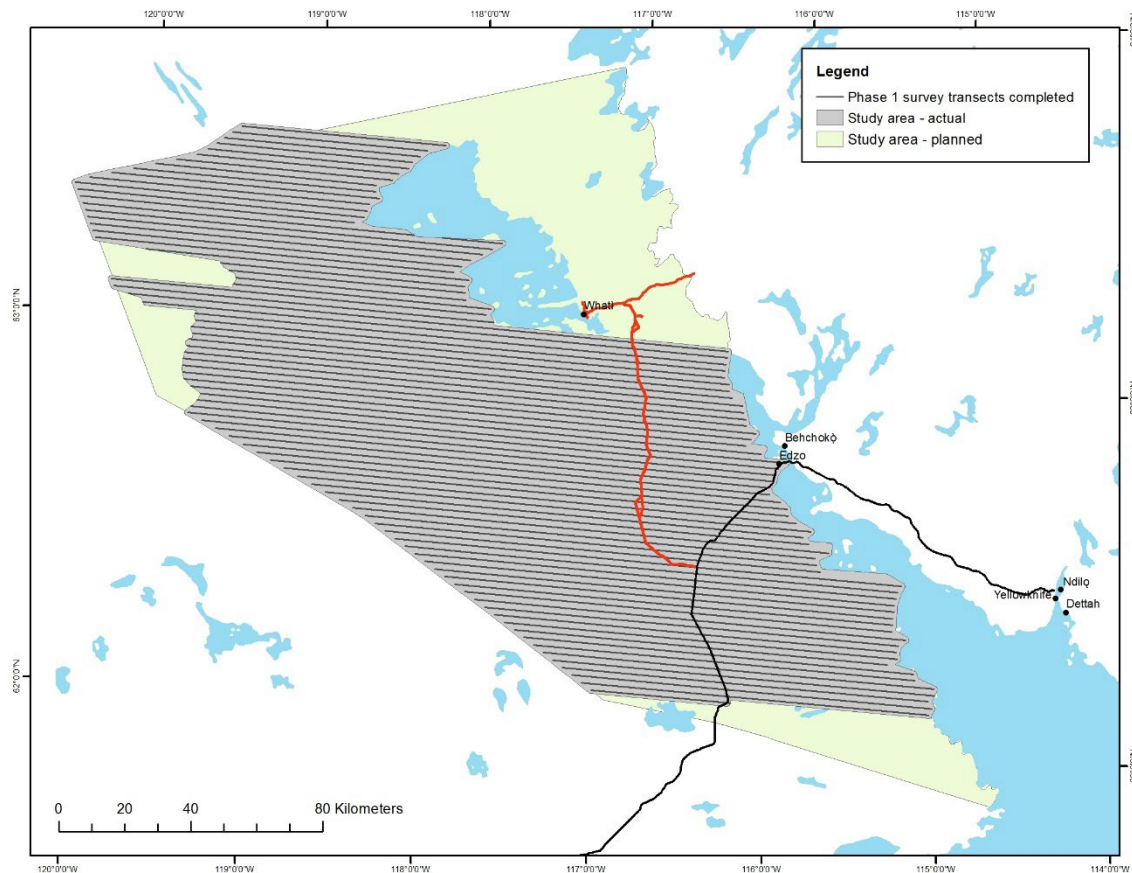 120°0'0"W 119°0'0"W 118°0'0"W 117°0'0"W 116°0'0"W 115°0'0"W
Legend
Phase 1 survey transects completed
Study area - actual
Study area - planned
63°0'0"N
Whatì
Behchokǫ̀
Edzo
Ndilǫ
Yellowknife
Dettah
62°0'0"N
0 20 40 80 Kilometers
120°0'0"W 119°0'0"W 118°0'0"W 117°0'0"W 116°0'0"W 115°0'0"W 114°0'0"W